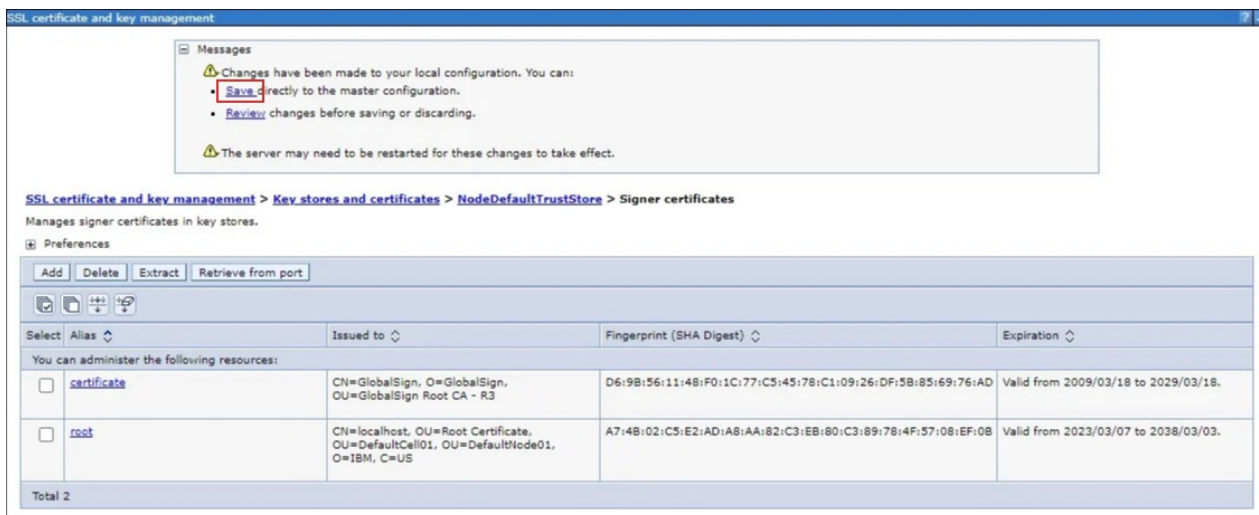 SSL certificate and key management
?
Messages
Changes have been made to your local configuration. You can:
Save directly to the master configuration.
Review changes before saving or discarding.
The server may need to be restarted for these changes to take effect.
SSL certificate and key management > Key stores and certificates > NodeDefaultTrustStore > Signer certificates
Manages signer certificates in key stores.
Preferences
Add Delete Extract Retrieve from port
Select Alias Issued to Fingerprint (SHA Digest) Expiration
You can administer the following resources:
certificate CN=GlobalSign, O=GlobalSign, D6:9B:56:11:48:F0:1C:77:C5:45:78:C1:09:26:DF:5B:85:69:76:AD Valid from 2009/03/18 to 2029/03/18.
OU=GlobalSign Root CA - R3
root CN=localhost, OU=Root Certificate, A7:4B:02:C5:E2:AD:A8:AA:82:C3:EB:80:C3:89:78:4F:57:08:EF:0B Valid from 2023/03/07 to 2038/03/03.
OU=DefaultCell01, OU=DefaultNode01,
O=IBM, C=US
Total 2